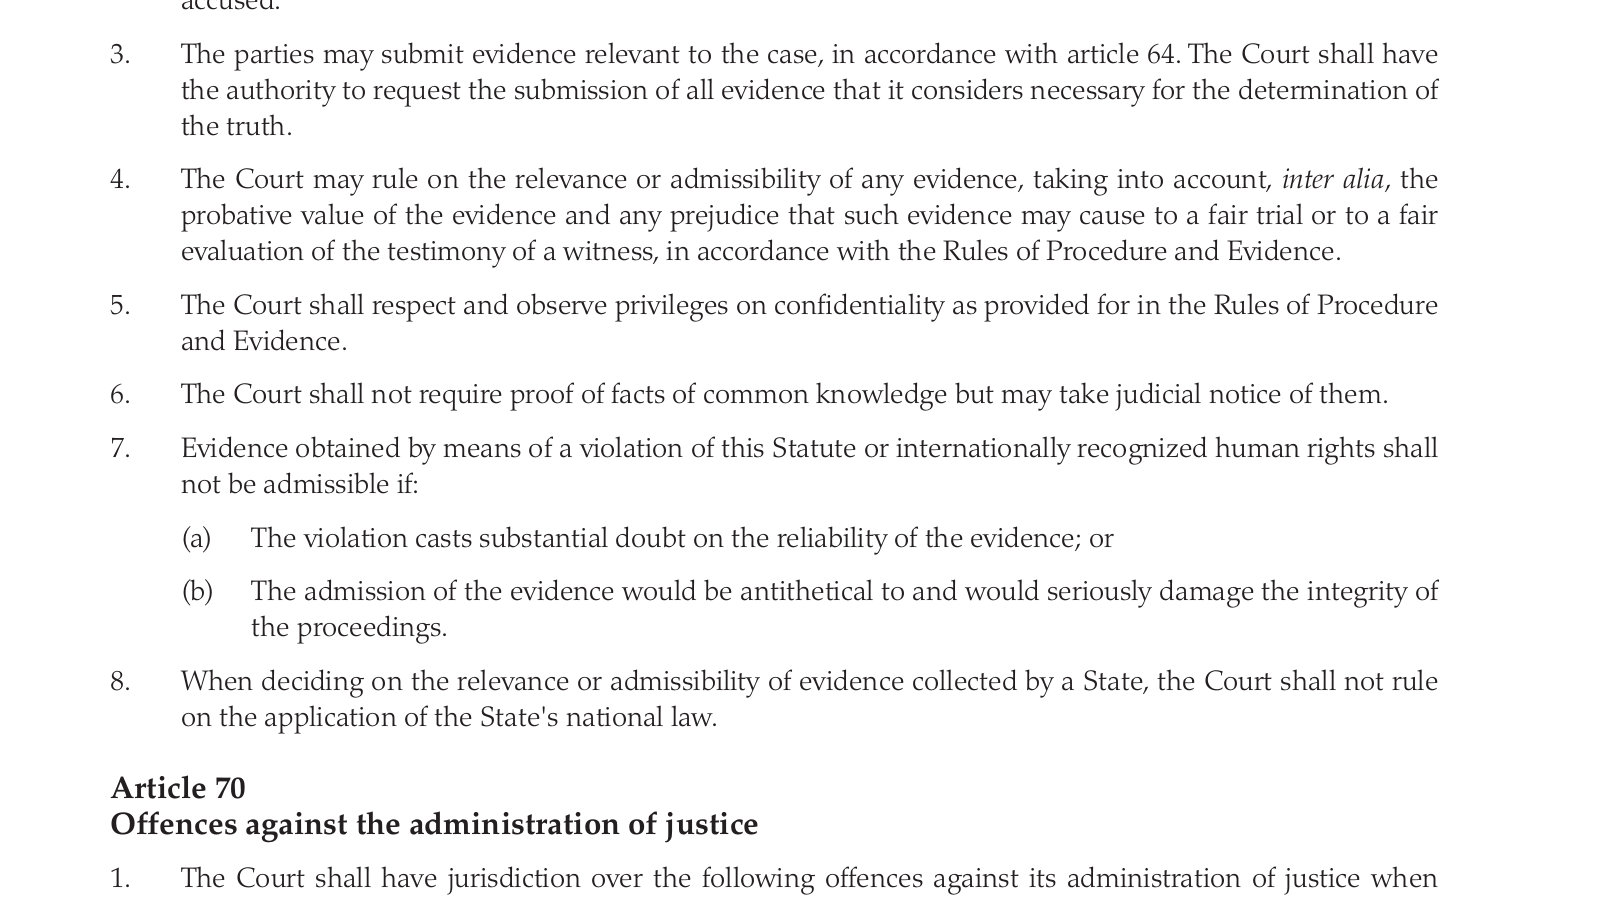 accused.
3. The parties may submit evidence relevant to the case, in accordance with article 64. The Court shall have
the authority to request the submission of all evidence that it considers necessary for the determination of
the truth.
4. The Court may rule on the relevance or admissibility of any evidence, taking into account, inter alia, the
probative value of the evidence and any prejudice that such evidence may cause to a fair trial or to a fair
evaluation of the testimony of a witness, in accordance with the Rules of Procedure and Evidence.
5. The Court shall respect and observe privileges on confidentiality as provided for in the Rules of Procedure
and Evidence.
6. The Court shall not require proof of facts of common knowledge but may take judicial notice of them.
7. Evidence obtained by means of a violation of this Statute or internationally recognized human rights shall
not be admissible if:
(a) The violation casts substantial doubt on the reliability of the evidence; or
(b) The admission of the evidence would be antithetical to and would seriously damage the integrity of
the proceedings.
8. When deciding on the relevance or admissibility of evidence collected by a State, the Court shall not rule
on the application of the State's national law.
Article 70
Offences against the administration of justice
1. The Court shall have jurisdiction over the following offences against its administration of justice when